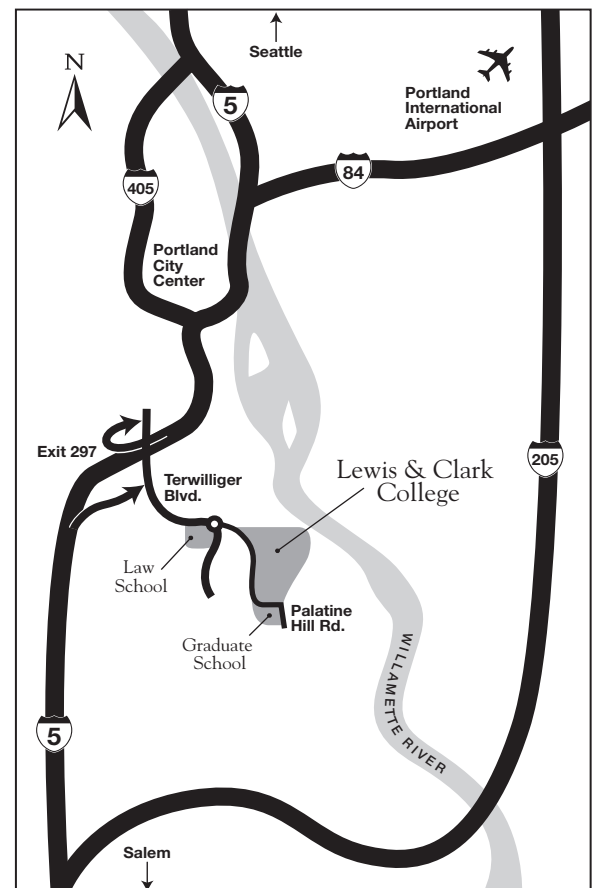 Seattle
N
5
Portland
International
Airport
84
405
Portland
City
Center
Exit 297
205
Lewis & Clark
College
Terwilliger
Blvd.
Law
School
Palatine
Hill Rd.
Graduate
School
WILLAMETTE RIVER
5
Salem